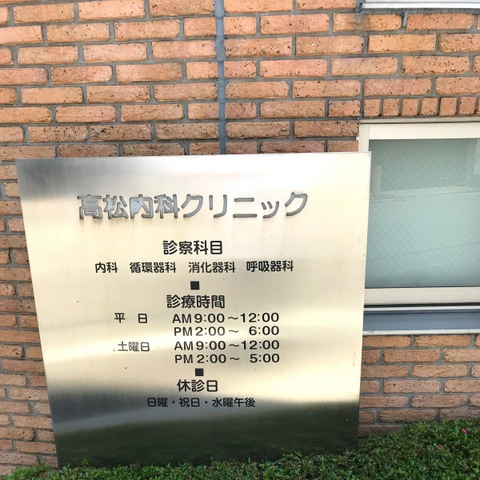 高松内科クリニック
診察科目
内科 循環器科 消化器科 呼吸器科
■
診療時間
平 日 AM9:00～12:00
PM2:00～ 6:00
土曜日 AM9:00～12:00
PM2:00～ 5:00
■
休診日
日曜・祝日・水曜午後